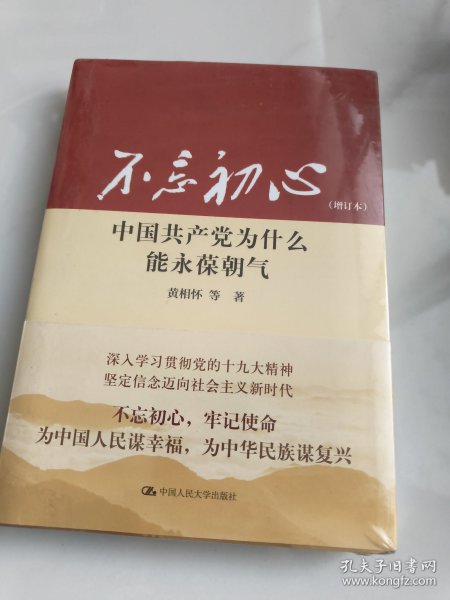 不忘初心
（增订本）
中国共产党为什么
能永葆朝气
黄相怀 等 著
深入学习贯彻党的十九大精神
坚定信念迈向社会主义新时代
不忘初心，牢记使命
为中国人民谋幸福，为中华民族谋复兴
中国人民大学出版社
孔夫子旧书网
www.kongfz.com